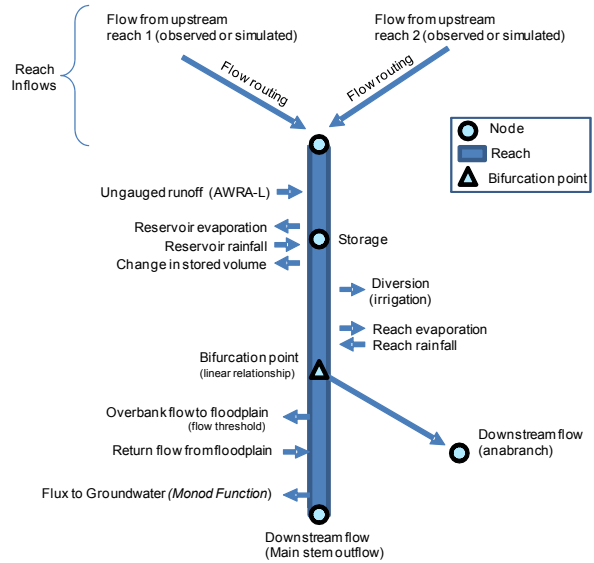 Flow from upstream
reach 1 (observed or simulated)
Flow from upstream
reach 2 (observed or simulated)
Reach
Inflows
Flow routing
Flow routing
Node
Reach
Bifurcation point
Ungauged runoff (AWRA-L)
Reservoir evaporation
Reservoir rainfall
Change in stored volume
Storage
Diversion
(irrigation)
Reach evaporation
Reach rainfall
Bifurcation point
(linear relationship)
Overbank flow to floodplain
(flow threshold)
Return flow from floodplain
Downstream flow
(anabranch)
Flux to Groundwater (Monod Function)
Downstream flow
(Main stem outflow)